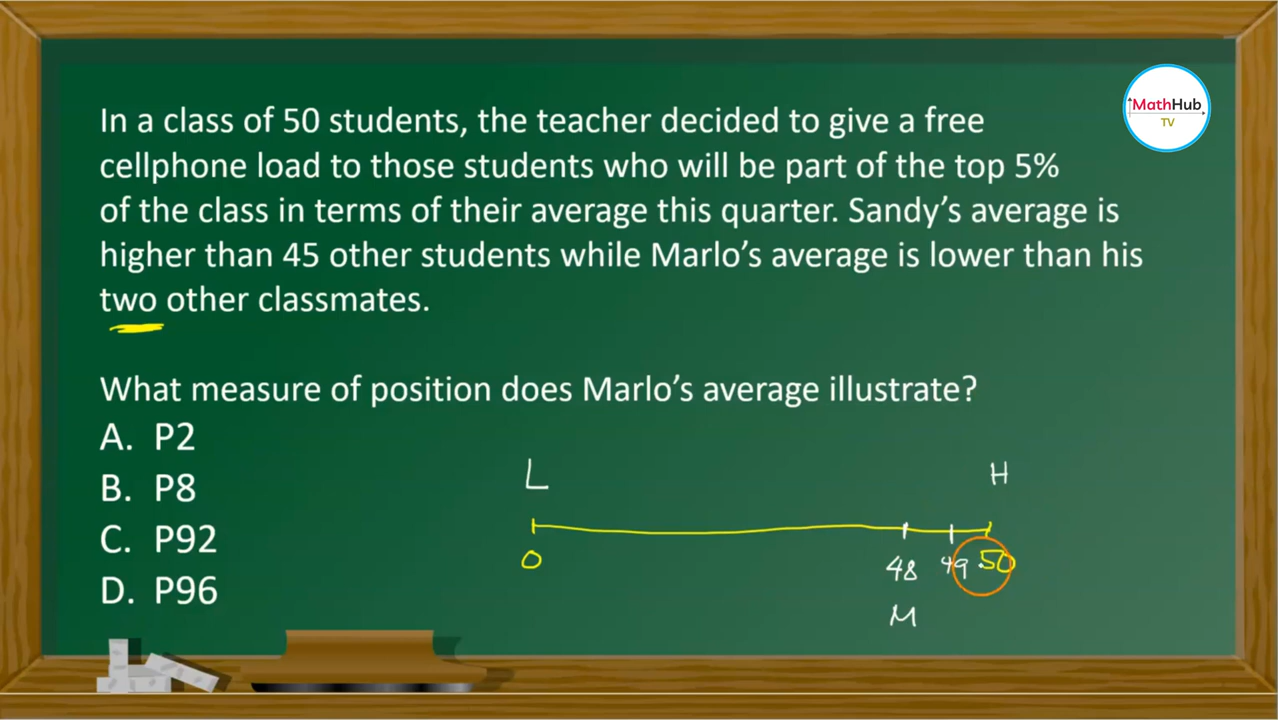 MathHub
TV
In a class of 50 students, the teacher decided to give a free
cellphone load to those students who will be part of the top 5%
of the class in terms of their average this quarter. Sandy's average is
higher than 45 other students while Marlo's average is lower than his
two other classmates.
What measure of position does Marlo's average illustrate?
A. P2
B. P8
C. P92
D. P96
L H
0 48 49 50
M